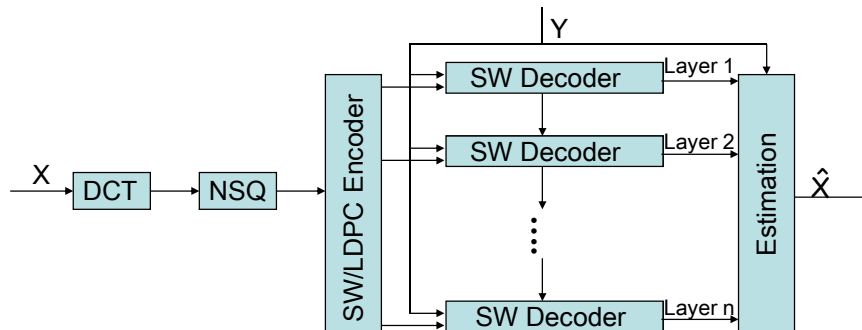 Y
SW Decoder
Layer 1
SW Decoder
Layer 2
X
DCT
NSQ
SW/LDPC Encoder
Estimation
X̂
SW Decoder
Layer n